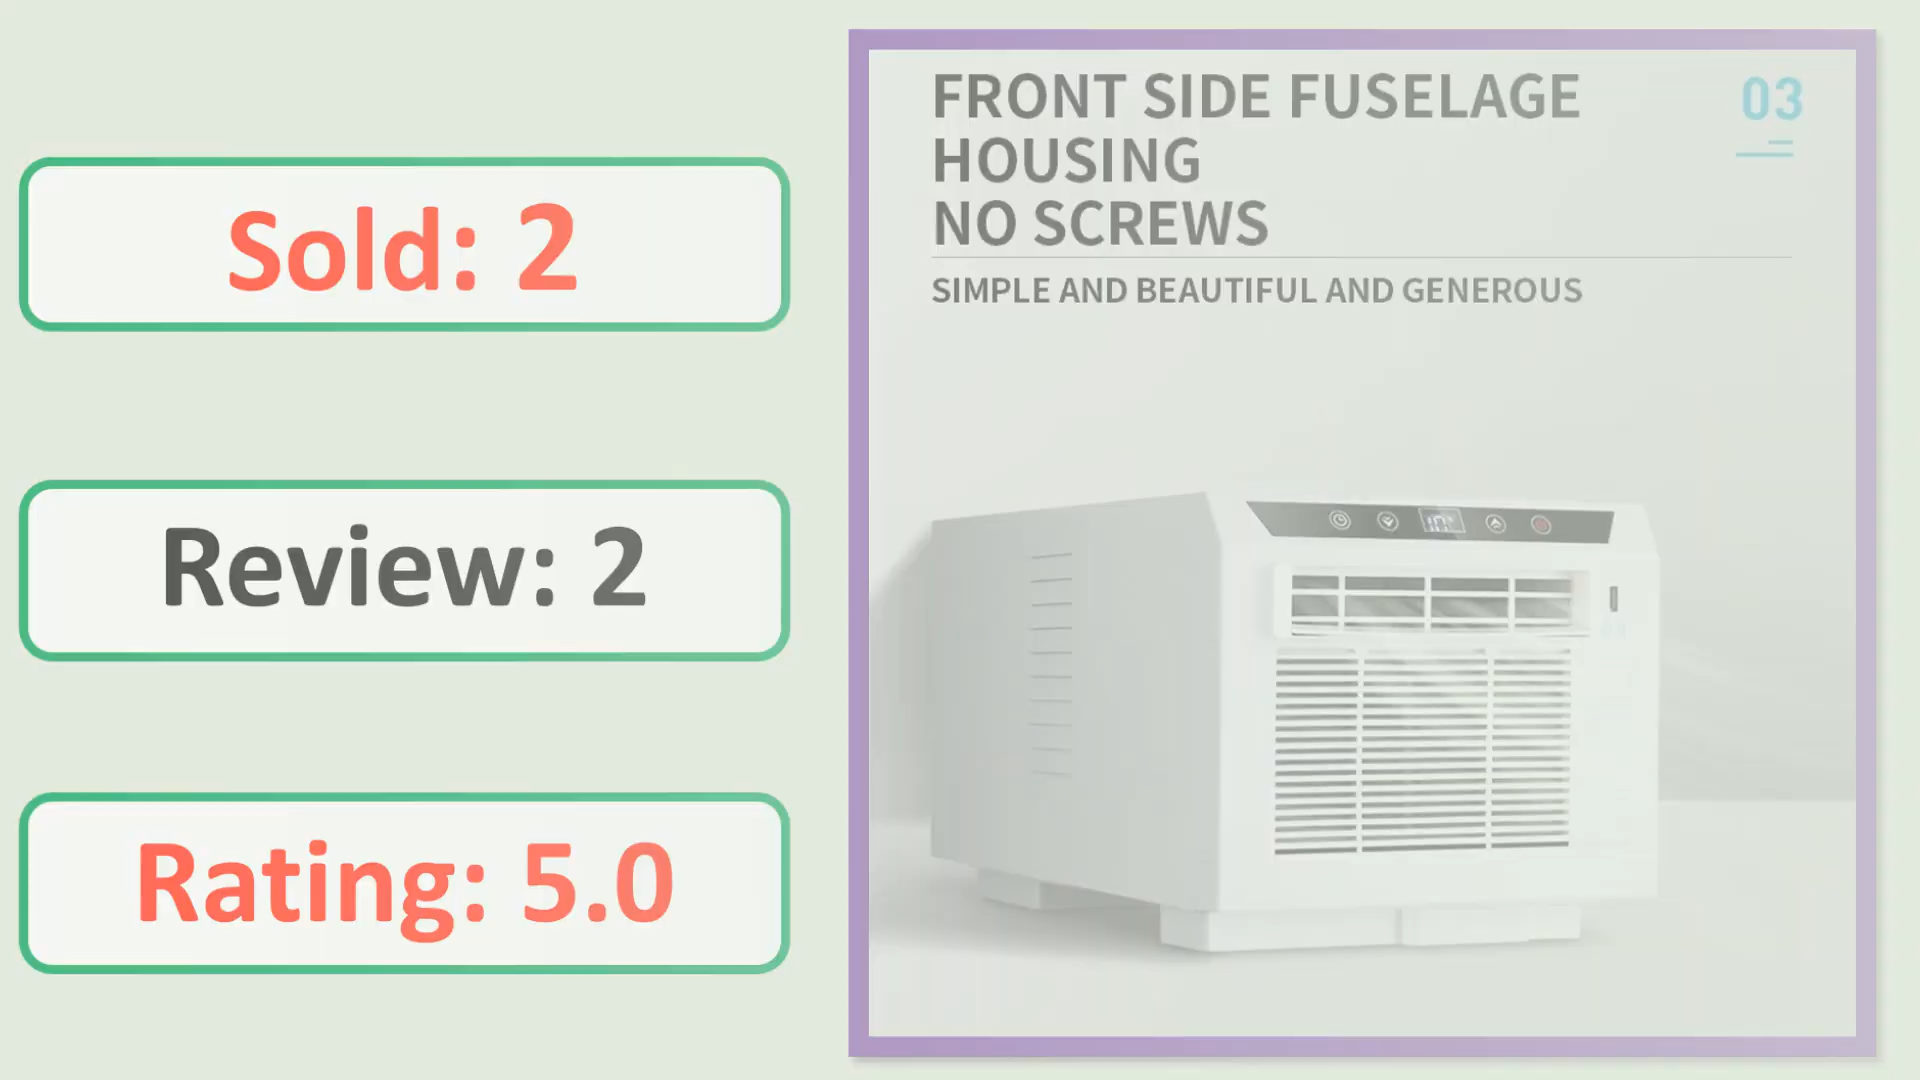 Sold: 2
Review: 2
Rating: 5.0
FRONT SIDE FUSELAGE
HOUSING
NO SCREWS
SIMPLE AND BEAUTIFUL AND GENEROUS
03